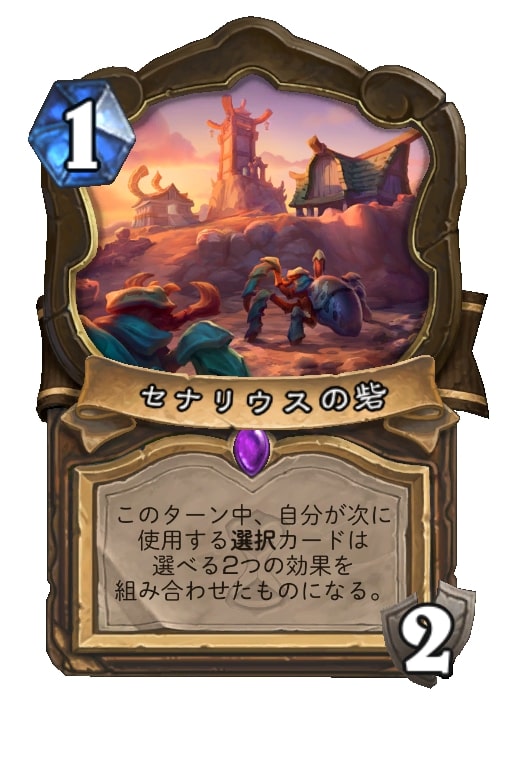 1
セナリウスの砦
このターン中、自分が次に
使用する選択カードは
選べる2つの効果を
組み合わせたものになる。
2